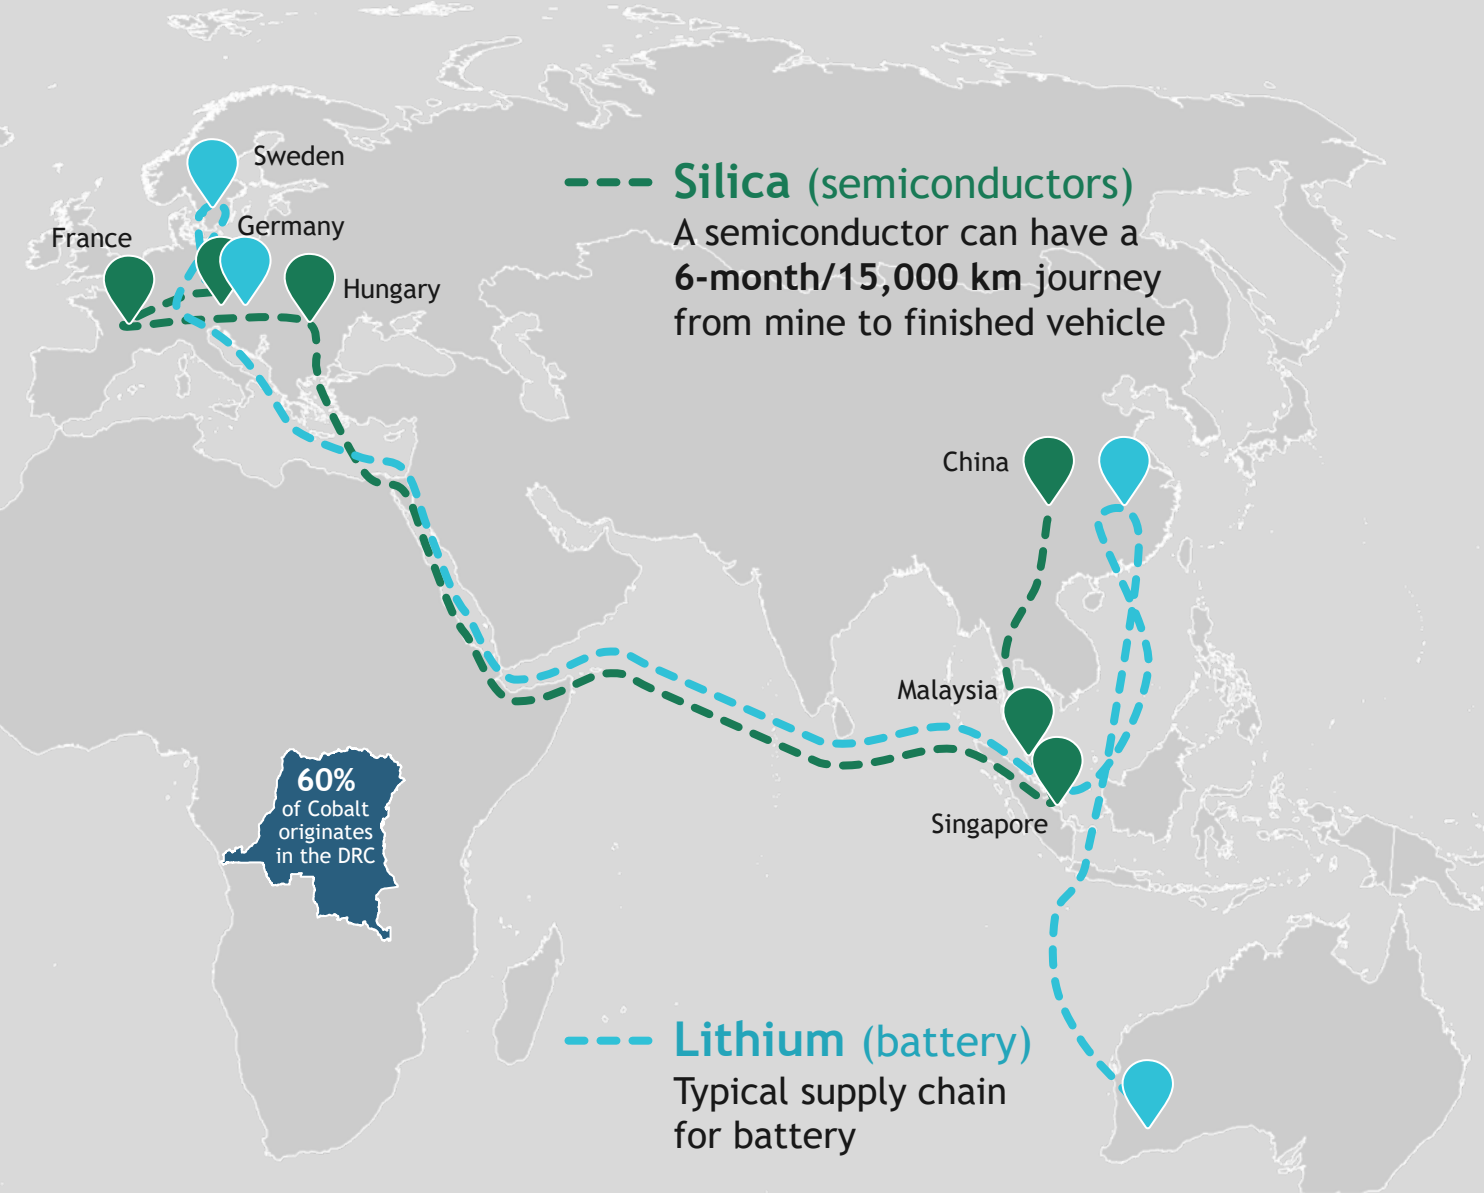 Sweden
Germany
France
Hungary
Silica (semiconductors)
A semiconductor can have a
6-month/15,000 km journey
from mine to finished vehicle
China
Malaysia
Singapore
60%
of Cobalt
originates
in the DRC
Lithium (battery)
Typical supply chain
for battery